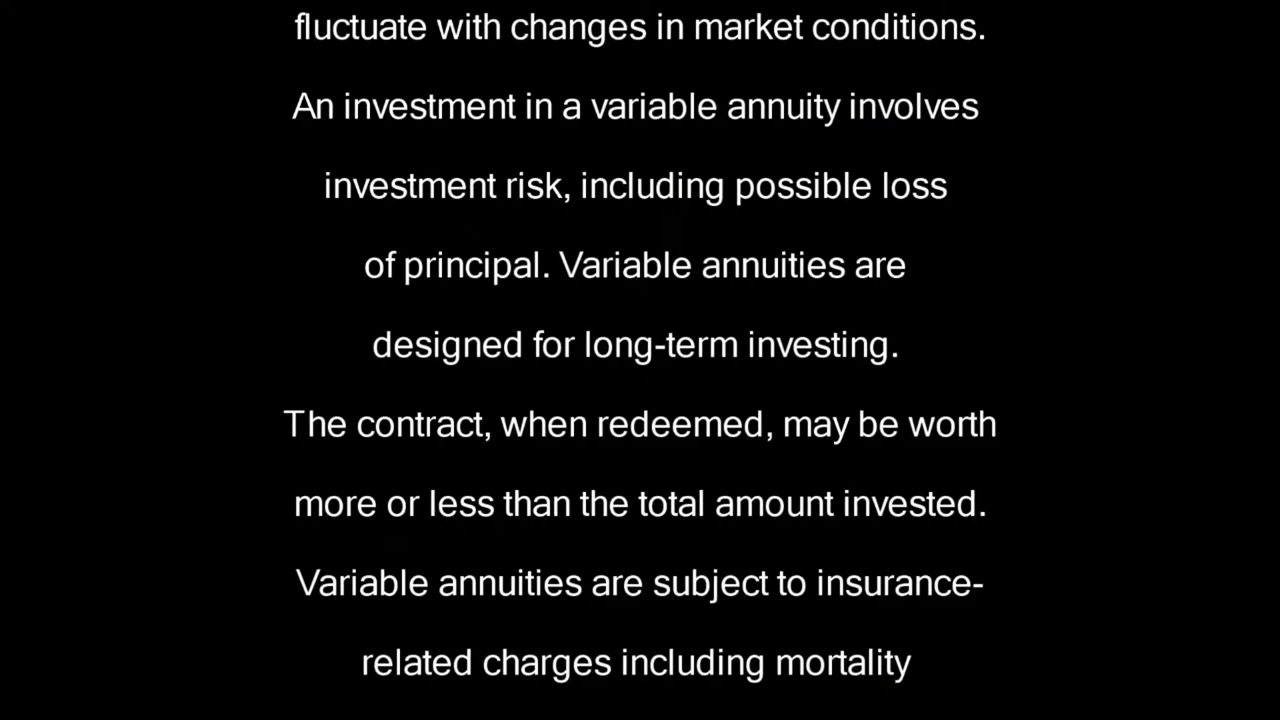 fluctuate with changes in market conditions.
An investment in a variable annuity involves
investment risk, including possible loss
of principal. Variable annuities are
designed for long-term investing.
The contract, when redeemed, may be worth
more or less than the total amount invested.
Variable annuities are subject to insurance-
related charges including mortality